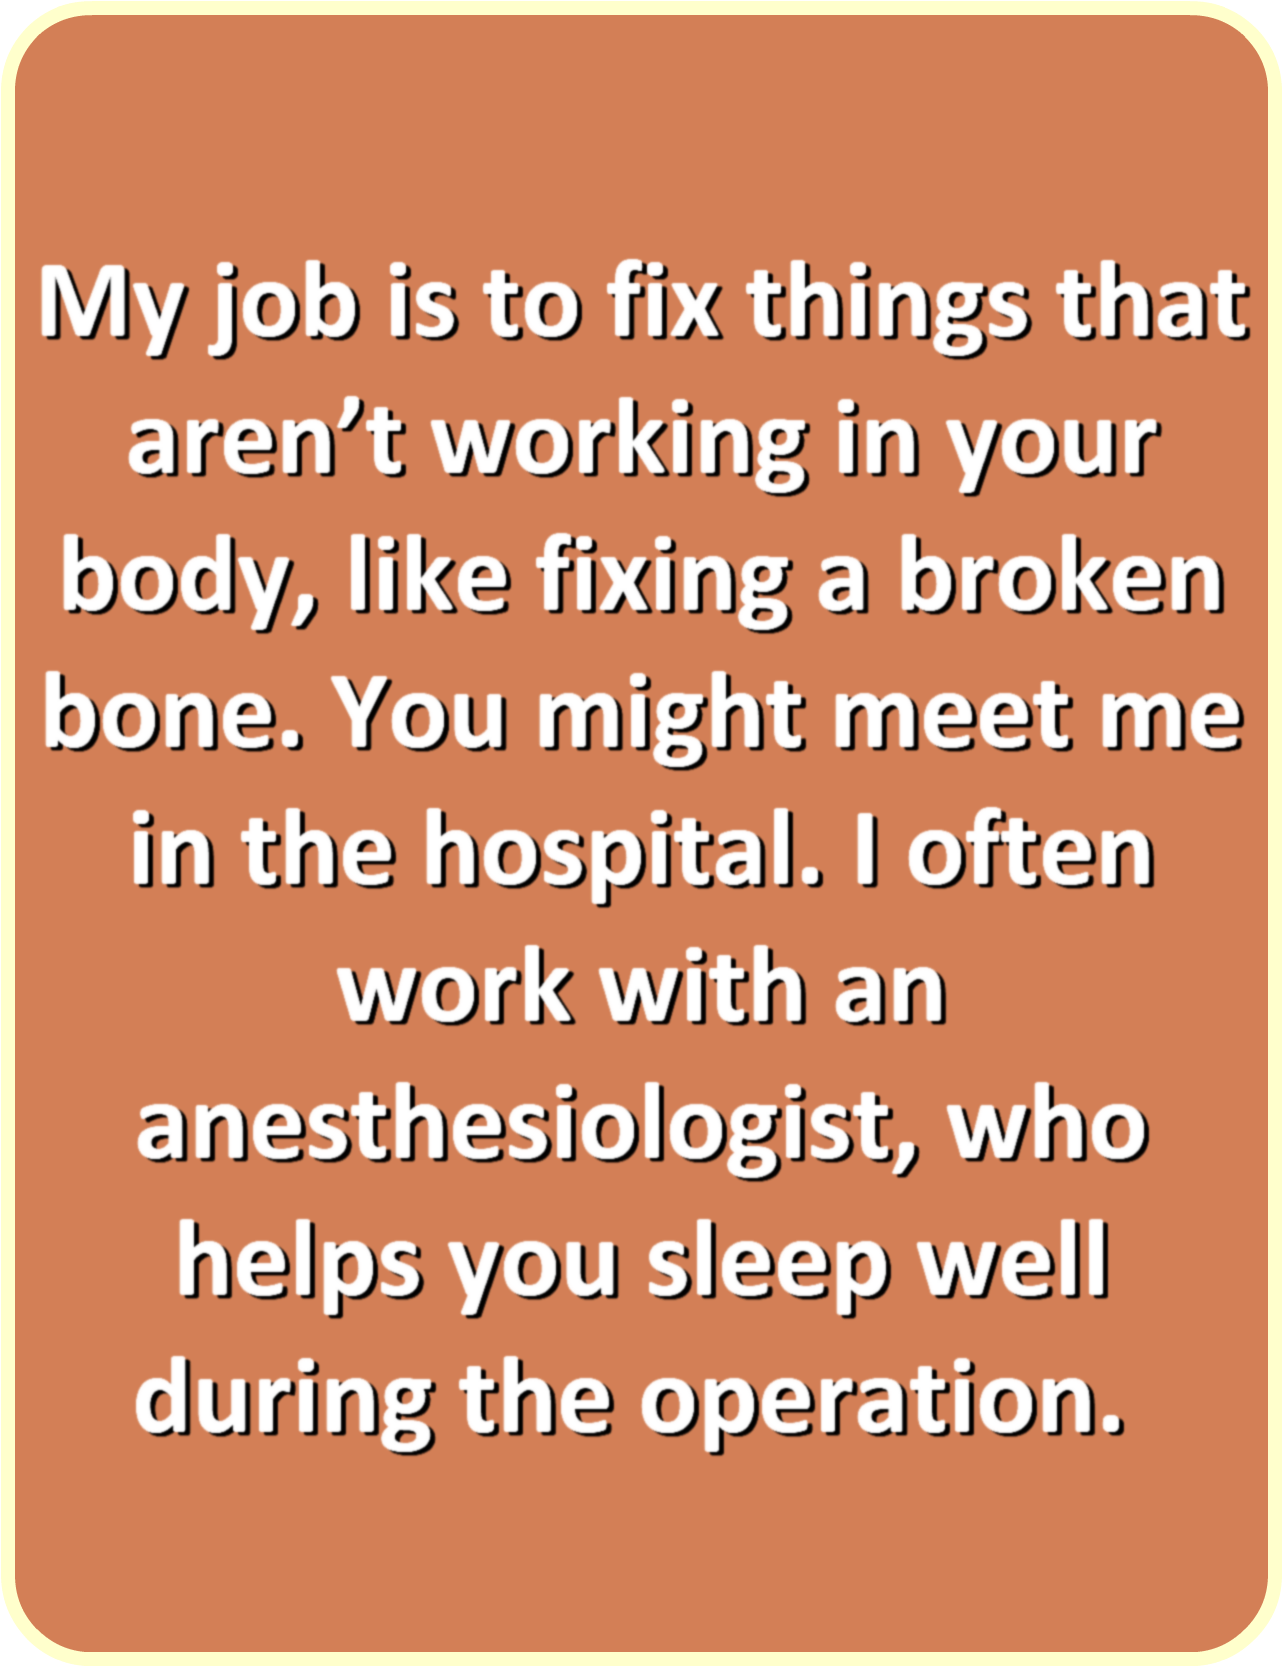 My job is to fix things that
aren’t working in your
body, like fixing a broken
bone. You might meet me
in the hospital. I often
work with an
anesthesiologist, who
helps you sleep well
during the operation.